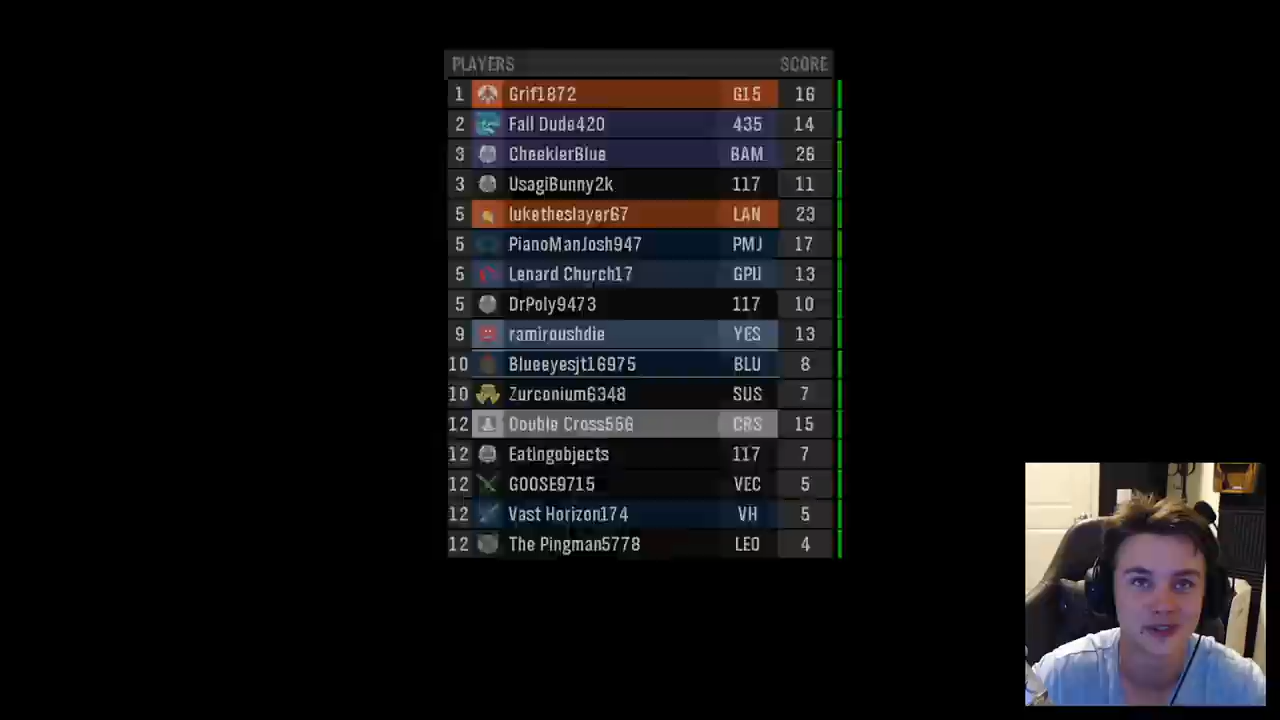 PLAYERS SCORE
1 Grif1872 G15 16
2 Fall Dude420 435 14
3 CheekierBlue BAM 26
3 UsagiBunny2k 117 11
5 luketheslayer67 LAN 23
5 PianoManJosh947 PMJ 17
5 Lenard Church17 GPU 13
5 DrPoly9473 117 10
9 ramiroushdie YES 13
10 Blueeyesjt16975 BLU 8
10 Zurconium6348 SUS 7
12 Double Cross566 CRS 15
12 Eatingobjects 117 7
12 GOOSE9715 VEC 5
12 Vast Horizon174 VH 5
12 The Pingman5778 LEO 4